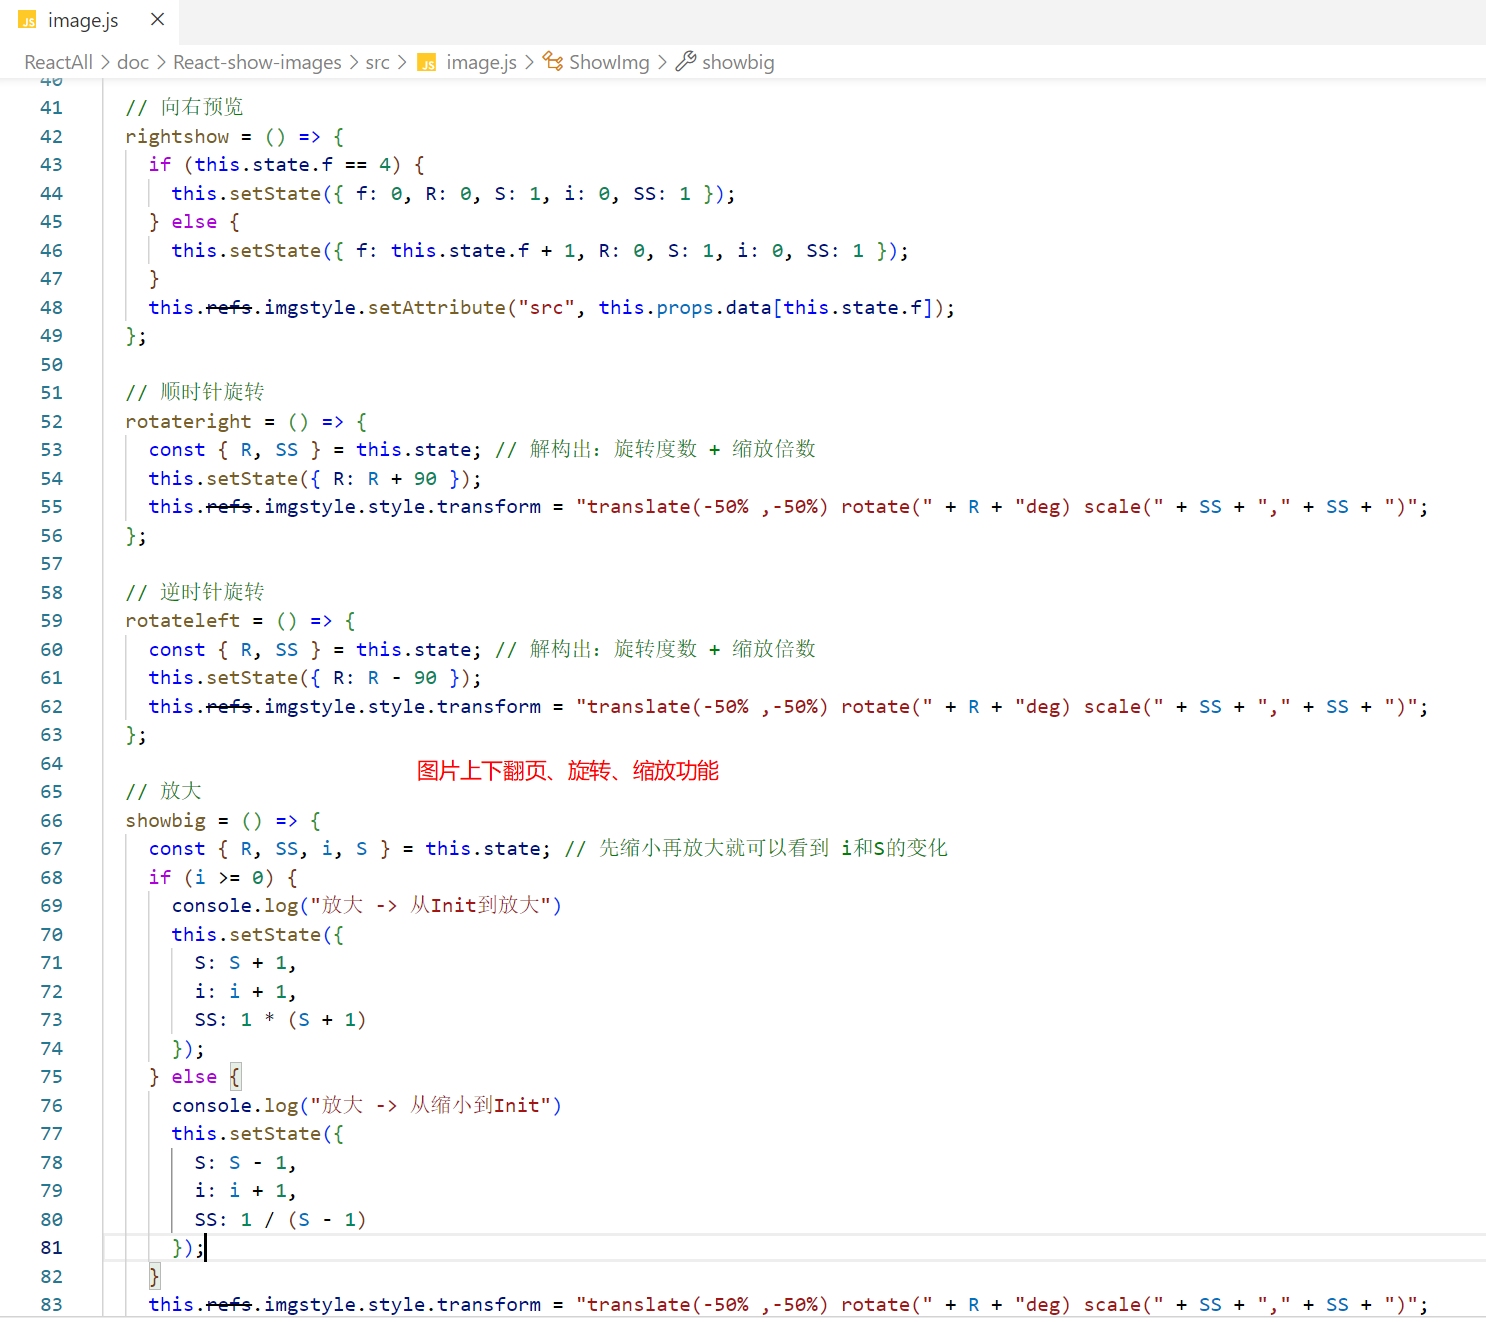 image.js
ReactAll > doc > React-show-images > src > image.js > ShowImg > showbig
40
41 // 向右预览
42 rightshow = () => {
43 if (this.state.f == 4) {
44 this.setState({ f: 0, R: 0, S: 1, i: 0, SS: 1 });
45 } else {
46 this.setState({ f: this.state.f + 1, R: 0, S: 1, i: 0, SS: 1 });
47 }
48 this.refs.imgstyle.setAttribute("src", this.props.data[this.state.f]);
49 };
50
51 // 顺时针旋转
52 rotateright = () => {
53 const { R, SS } = this.state; // 解构出：旋转度数 + 缩放倍数
54 this.setState({ R: R + 90 });
55 this.refs.imgstyle.style.transform = "translate(-50% ,-50%) rotate(" + R + "deg) scale(" + SS + "," + SS + ")";
56 };
57
58 // 逆时针旋转
59 rotateleft = () => {
60 const { R, SS } = this.state; // 解构出：旋转度数 + 缩放倍数
61 this.setState({ R: R - 90 });
62 this.refs.imgstyle.style.transform = "translate(-50% ,-50%) rotate(" + R + "deg) scale(" + SS + "," + SS + ")";
63 };
64
图片上下翻页、旋转、缩放功能
65 // 放大
66 showbig = () => {
67 const { R, SS, i, S } = this.state; // 先缩小再放大就可以看到 i和S的变化
68 if (i >= 0) {
69 console.log("放大 -> 从Init到放大")
70 this.setState({
71 S: S + 1,
72 i: i + 1,
73 SS: 1 * (S + 1)
74 });
75 } else {
76 console.log("放大 -> 从缩小到Init")
77 this.setState({
78 S: S - 1,
79 i: i + 1,
80 SS: 1 / (S - 1)
81 });
82 }
83 this.refs.imgstyle.style.transform = "translate(-50% ,-50%) rotate(" + R + "deg) scale(" + SS + "," + SS + ")";